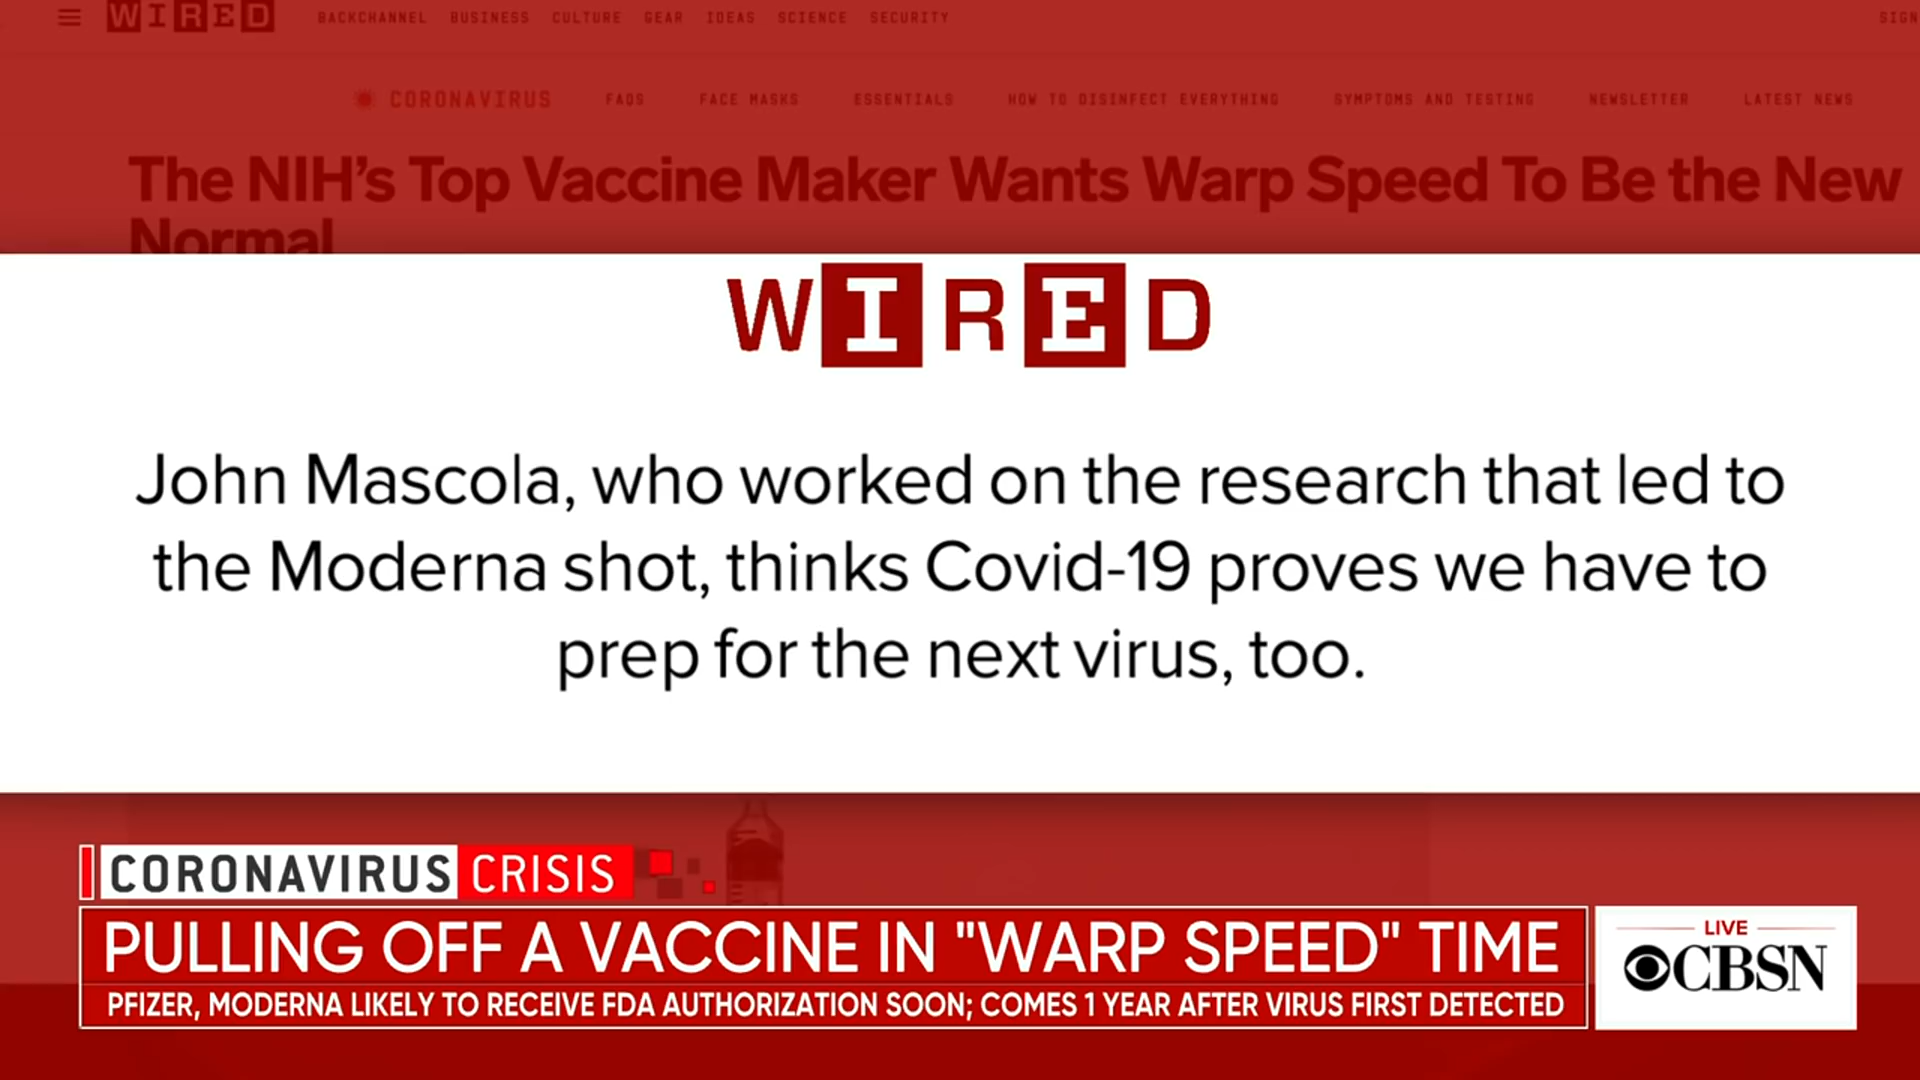 WIRED BACKCHANNEL BUSINESS CULTURE GEAR IDEAS SCIENCE SECURITY SIGN
CORONAVIRUS FAQS FACE MASKS ESSENTIALS HOW TO DISINFECT EVERYTHING SYMPTOMS AND TESTING NEWSLETTER LATEST NEWS
The NIH's Top Vaccine Maker Wants Warp Speed To Be the New
Normal
WIRED
John Mascola, who worked on the research that led to
the Moderna shot, thinks Covid-19 proves we have to
prep for the next virus, too.
CORONAVIRUS CRISIS
PULLING OFF A VACCINE IN "WARP SPEED" TIME
PFIZER, MODERNA LIKELY TO RECEIVE FDA AUTHORIZATION SOON; COMES 1 YEAR AFTER VIRUS FIRST DETECTED
LIVE
CBSN